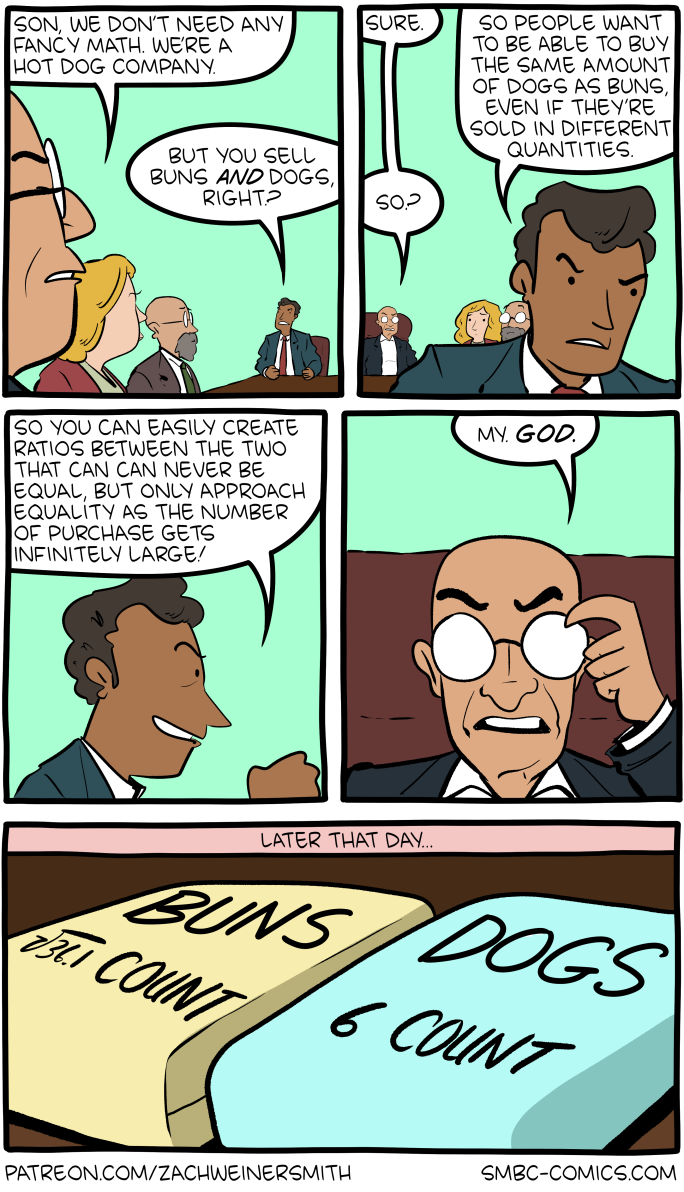 SON, WE DON'T NEED ANY
FANCY MATH. WE'RE A
HOT DOG COMPANY.
BUT YOU SELL
BUNS AND DOGS,
RIGHT?
SURE.
SO PEOPLE WANT
TO BE ABLE TO BUY
THE SAME AMOUNT
OF DOGS AS BUNS,
EVEN IF THEY'RE
SOLD IN DIFFERENT
QUANTITIES.
SO?
SO YOU CAN EASILY CREATE
RATIOS BETWEEN THE TWO
THAT CAN CAN NEVER BE
EQUAL, BUT ONLY APPROACH
EQUALITY AS THE NUMBER
OF PURCHASE GETS
INFINITELY LARGE!
MY. GOD.
LATER THAT DAY...
BUNS
√36.1 COUNT
DOGS
6 COUNT
PATREON.COM/ZACHWEINERSMITH
SMBC-COMICS.COM